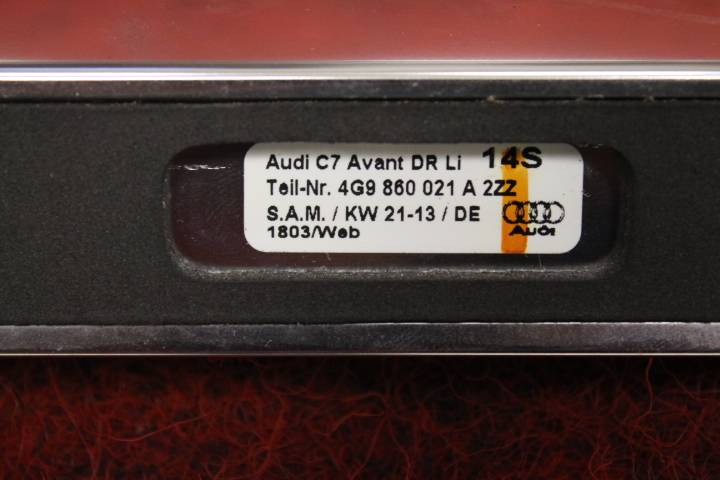 Audi C7 Avant DR Li 14S
Teil-Nr. 4G9 860 021 A 2ZZ
S.A.M. / KW 21-13 / DE
1803/Web
Audi